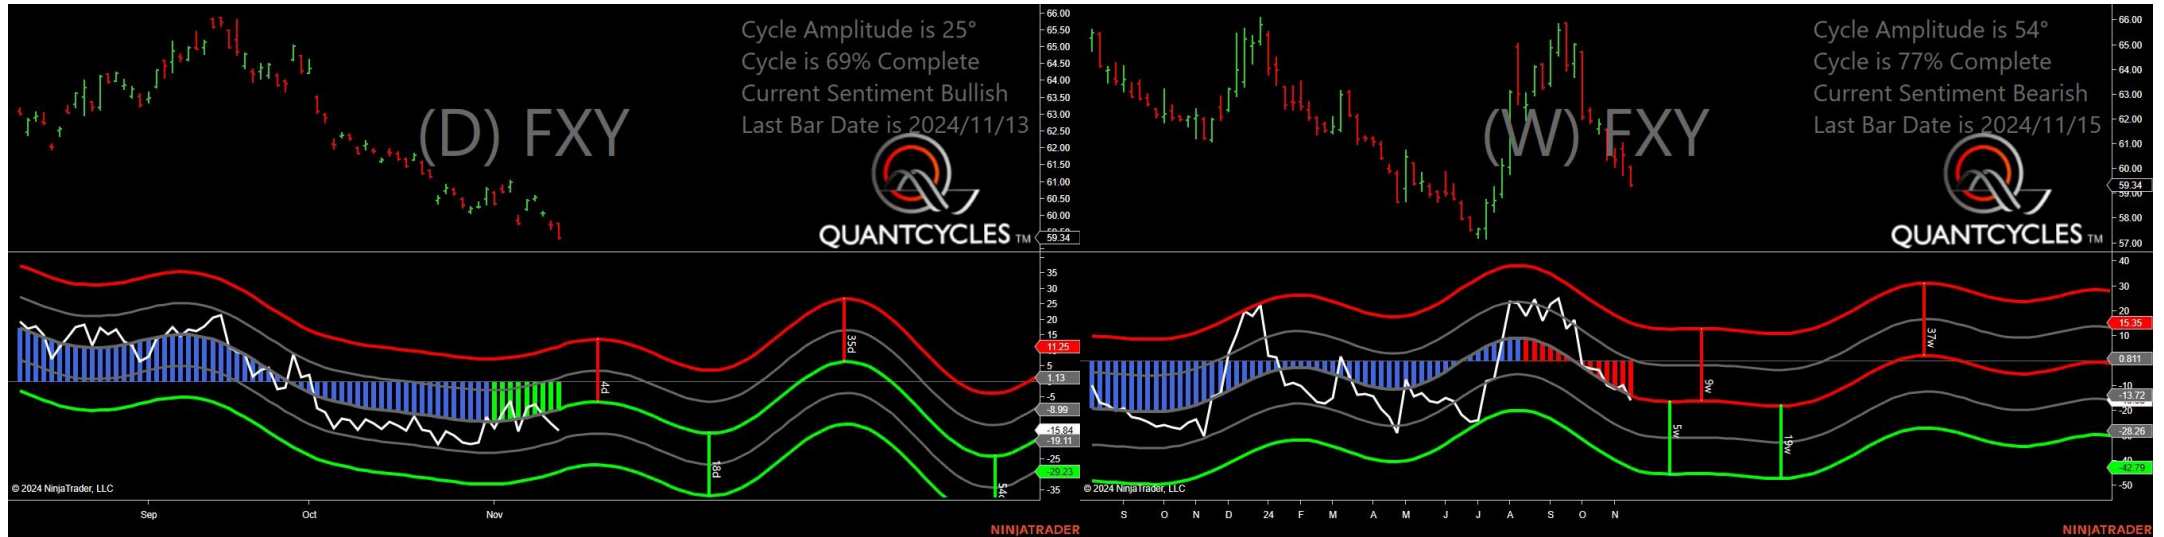 Cycle Amplitude is 25°
Cycle is 69% Complete
Current Sentiment Bullish
Last Bar Date is 2024/11/13
(D) FXY
QUANTCYCLES TM
66.00
65.50
65.00
64.50
64.00
63.50
63.00
62.50
62.00
61.50
61.00
60.50
60.00
59.34
35
30
25
20
15
11.25
5
1.13
-5
-8.99
-15.84
-19.11
-25
-29.23
-35
4d
18d
35d
© 2024 NinjaTrader, LLC
Sep Oct Nov
NINJATRADER
Cycle Amplitude is 54°
Cycle is 77% Complete
Current Sentiment Bearish
Last Bar Date is 2024/11/15
(W) FXY
QUANTCYCLES TM
66.00
65.00
64.00
63.00
62.00
61.00
60.00
59.34
59.00
58.00
57.00
40
30
20
15.35
10
0.811
-10
-13.72
-20
-28.26
-40
-42.79
-50
5w
9w
19w
37w
© 2024 NinjaTrader, LLC
S O N D 24 F M A M J J A S O N
NINJATRADER